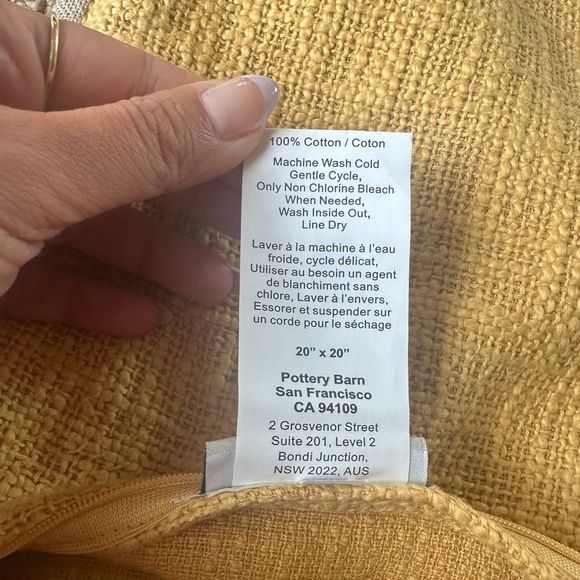 100% Cotton / Coton
Machine Wash Cold
Gentle Cycle,
Only Non Chlorine Bleach
When Needed,
Wash Inside Out,
Line Dry
Laver à la machine à l'eau
froide, cycle délicat,
Utiliser au besoin un agent
de blanchiment sans
chlore, Laver à l'envers,
Essorer et suspender sur
un corde pour le séchage
20" x 20"
Pottery Barn
San Francisco
CA 94109
2 Grosvenor Street
Suite 201, Level 2
Bondi Junction,
NSW 2022, AUS